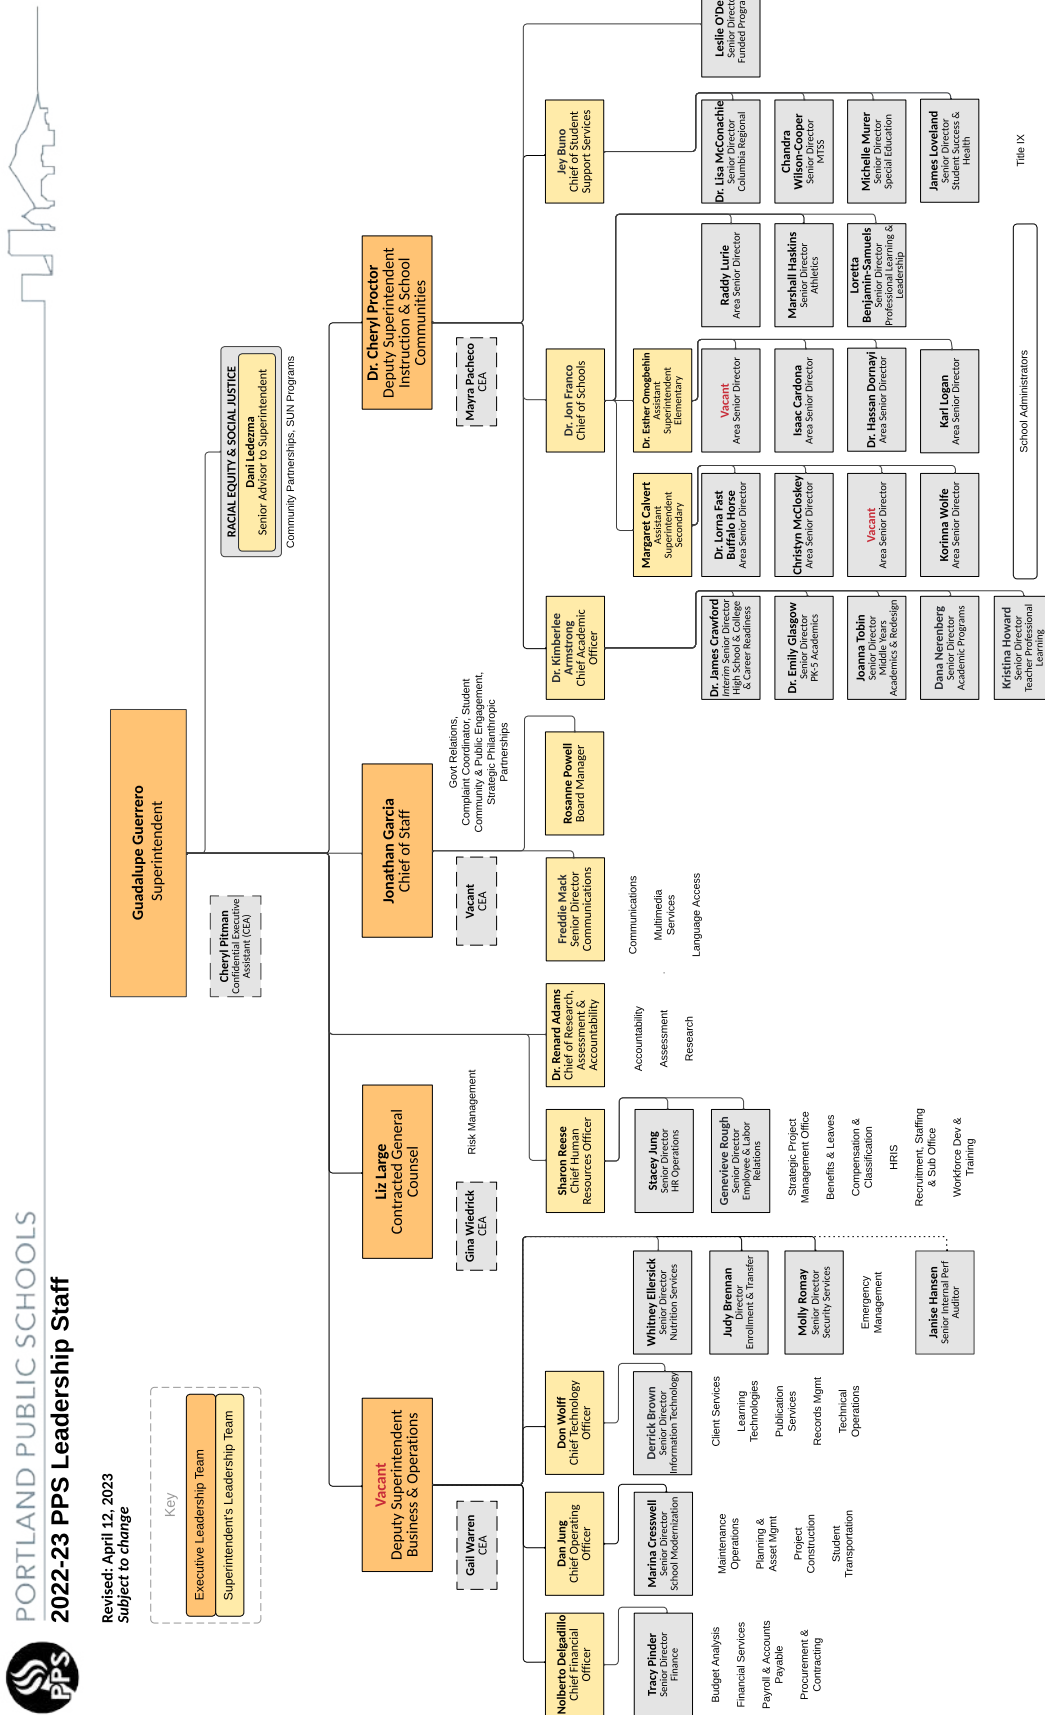 PORTLAND PUBLIC SCHOOLS
2022-23 PPS Leadership Staff
PPS
Revised: April 12, 2023
Subject to change
Key
Executive Leadership Team
Superintendent's Leadership Team
Guadalupe Guerrero
Superintendent
Cheryl Pitman
Confidential Executive
Assistant (CEA)
RACIAL EQUITY & SOCIAL JUSTICE
Dani Ledezma
Senior Advisor to Superintendent
Community Partnerships, SUN Programs
Vacant
Deputy Superintendent
Business & Operations
Liz Large
Contracted General
Counsel
Jonathan Garcia
Chief of Staff
Dr. Cheryl Proctor
Deputy Superintendent
Instruction & School
Communities
Gail Warren
CEA
Gina Wiedrick
CEA
Risk Management
Vacant
CEA
Govt Relations,
Complaint Coordinator, Student
Community & Public Engagement,
Strategic Philanthropic
Partnerships
Mayra Pacheco
CEA
Nolberto Delgadillo
Chief Financial
Officer
Dan Jung
Chief Operating
Officer
Don Wolff
Chief Technology
Officer
Sharon Reese
Chief Human
Resources Officer
Dr. Renard Adams
Chief of Research,
Assessment &
Accountability
Freddie Mack
Senior Director
Communications
Rosanne Powell
Board Manager
Dr. Kimberlee
Armstrong
Chief Academic
Officer
Dr. Jon Franco
Chief of Schools
Jey Buno
Chief of Student
Support Services
Tracy Pinder
Senior Director
Finance
Budget Analysis
Financial Services
Payroll & Accounts
Payable
Procurement &
Contracting
Marina Cresswell
Senior Director
School Modernization
Maintenance
Operations
Planning &
Asset Mgmt
Project
Construction
Student
Transportation
Derrick Brown
Senior Director
Information Technology
Client Services
Learning
Technologies
Publication
Services
Records Mgmt
Technical
Operations
Whitney Ellersick
Senior Director
Nutrition Services
Judy Brennan
Director
Enrollment & Transfer
Molly Romay
Senior Director
Security Services
Emergency
Management
Janise Hansen
Senior Internal Perf
Auditor
Stacey Jung
Senior Director
HR Operations
Genevieve Rough
Senior Director
Employee & Labor
Relations
Strategic Project
Management Office
Benefits & Leaves
Compensation &
Classification
HRIS
Recruitment, Staffing
& Sub Office
Workforce Dev &
Training
Accountability
Assessment
Research
Communications
Multimedia
Services
Language Access
Dr. James Crawford
Interim Senior Director
High School & College
& Career Readiness
Dr. Emily Glasgow
Senior Director
PK-5 Academics
Joanna Tobin
Senior Director
Middle Years
Academics & Redesign
Dana Nerenberg
Senior Director
Academic Programs
Kristina Howard
Senior Director
Teacher Professional
Learning
Margaret Calvert
Assistant
Superintendent
Secondary
Dr. Lorna Fast
Buffalo Horse
Area Senior Director
Christyn McCloskey
Area Senior Director
Vacant
Area Senior Director
Korinna Wolfe
Area Senior Director
Dr. Esther Omogbehin
Assistant
Superintendent
Elementary
Vacant
Area Senior Director
Isaac Cardona
Area Senior Director
Dr. Hassan Dornayi
Area Senior Director
Karl Logan
Area Senior Director
Raddy Lurie
Area Senior Director
Marshall Haskins
Senior Director
Athletics
Loretta
Benjamin-Samuels
Senior Director
Professional Learning &
Leadership
School Administrators
Dr. Lisa McConachie
Senior Director
Columbia Regional
Chandra
Wilson-Cooper
Senior Director
MTSS
Michelle Murer
Senior Director
Special Education
James Loveland
Senior Director
Student Success &
Health
Title IX
Leslie
Senior
Funded